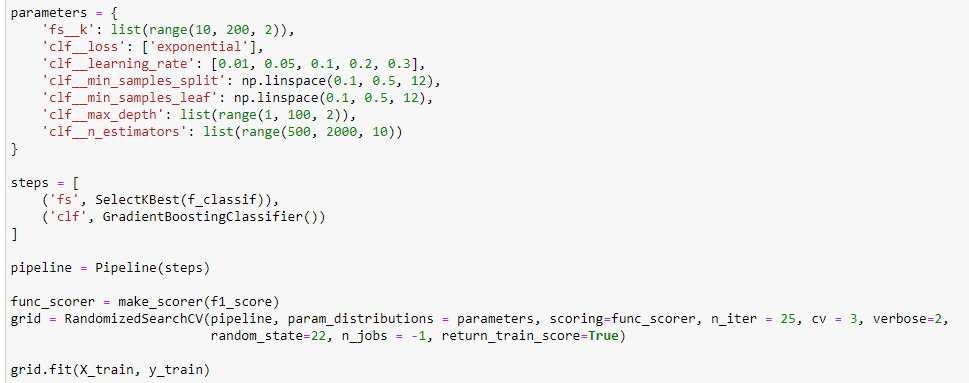 parameters = {
    'fs__k': list(range(10, 200, 2)),
    'clf__loss': ['exponential'],
    'clf__learning_rate': [0.01, 0.05, 0.1, 0.2, 0.3],
    'clf__min_samples_split': np.linspace(0.1, 0.5, 12),
    'clf__min_samples_leaf': np.linspace(0.1, 0.5, 12),
    'clf__max_depth': list(range(1, 100, 2)),
    'clf__n_estimators': list(range(500, 2000, 10))
}
steps = [
    ('fs', SelectKBest(f_classif)),
    ('clf', GradientBoostingClassifier())
]
pipeline = Pipeline(steps)
func_scorer = make_scorer(f1_score)
grid = RandomizedSearchCV(pipeline, param_distributions = parameters, scoring=func_scorer, n_iter = 25, cv = 3, verbose=2,
                          random_state=22, n_jobs = -1, return_train_score=True)
grid.fit(X_train, y_train)